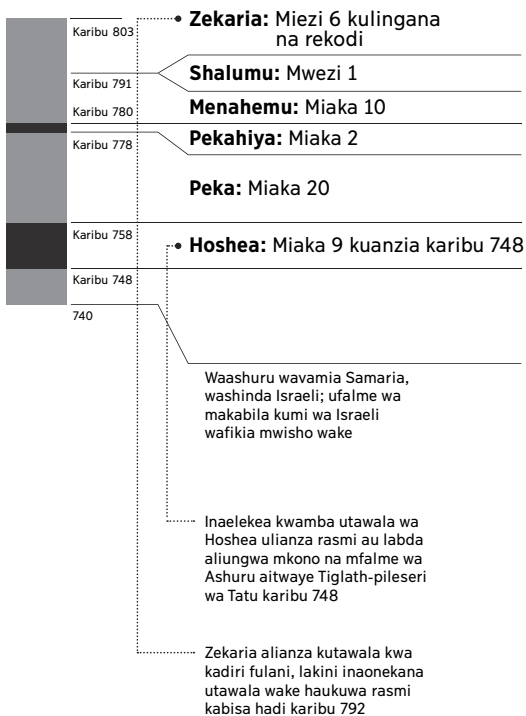 Karibu 803
Zekaria: Miezi 6 kulingana
na rekodi
Karibu 791
Shalumu: Mwezi 1
Karibu 780
Menahemu: Miaka 10
Karibu 778
Pekahiya: Miaka 2
Peka: Miaka 20
Karibu 758
Hoshea: Miaka 9 kuanzia karibu 748
Karibu 748
740
Waashuru wavamia Samaria,
washinda Israeli; ufalme wa
makabila kumi wa Israeli
wafikia mwisho wake
Inaelekea kwamba utawala wa
Hoshea ulianza rasmi au labda
aliungwa mkono na mfalme wa
Ashuru aitwaye Tiglath-pileseri
wa Tatu karibu 748
Zekaria alianza kutawala kwa
kadiri fulani, lakini inaonekana
utawala wake haukuwa rasmi
kabisa hadi karibu 792